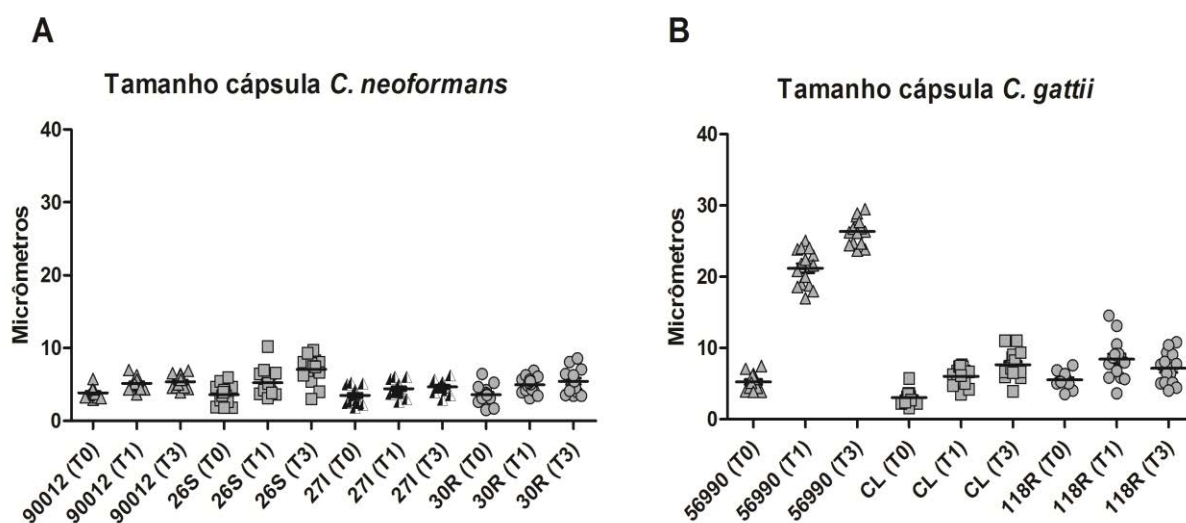 A
Tamanho cápsula C. neoformans
Micrômetros
40
30
20
10
0
90012 (T0)
90012 (T1)
90012 (T3)
26S (T0)
26S (T1)
26S (T3)
27I (T0)
27I (T1)
27I (T3)
30R (T0)
30R (T1)
30R (T3)
B
Tamanho cápsula C. gattii
Micrômetros
40
30
20
10
0
56990 (T0)
56990 (T1)
56990 (T3)
CL (T0)
CL (T1)
CL (T3)
118R (T0)
118R (T1)
118R (T3)